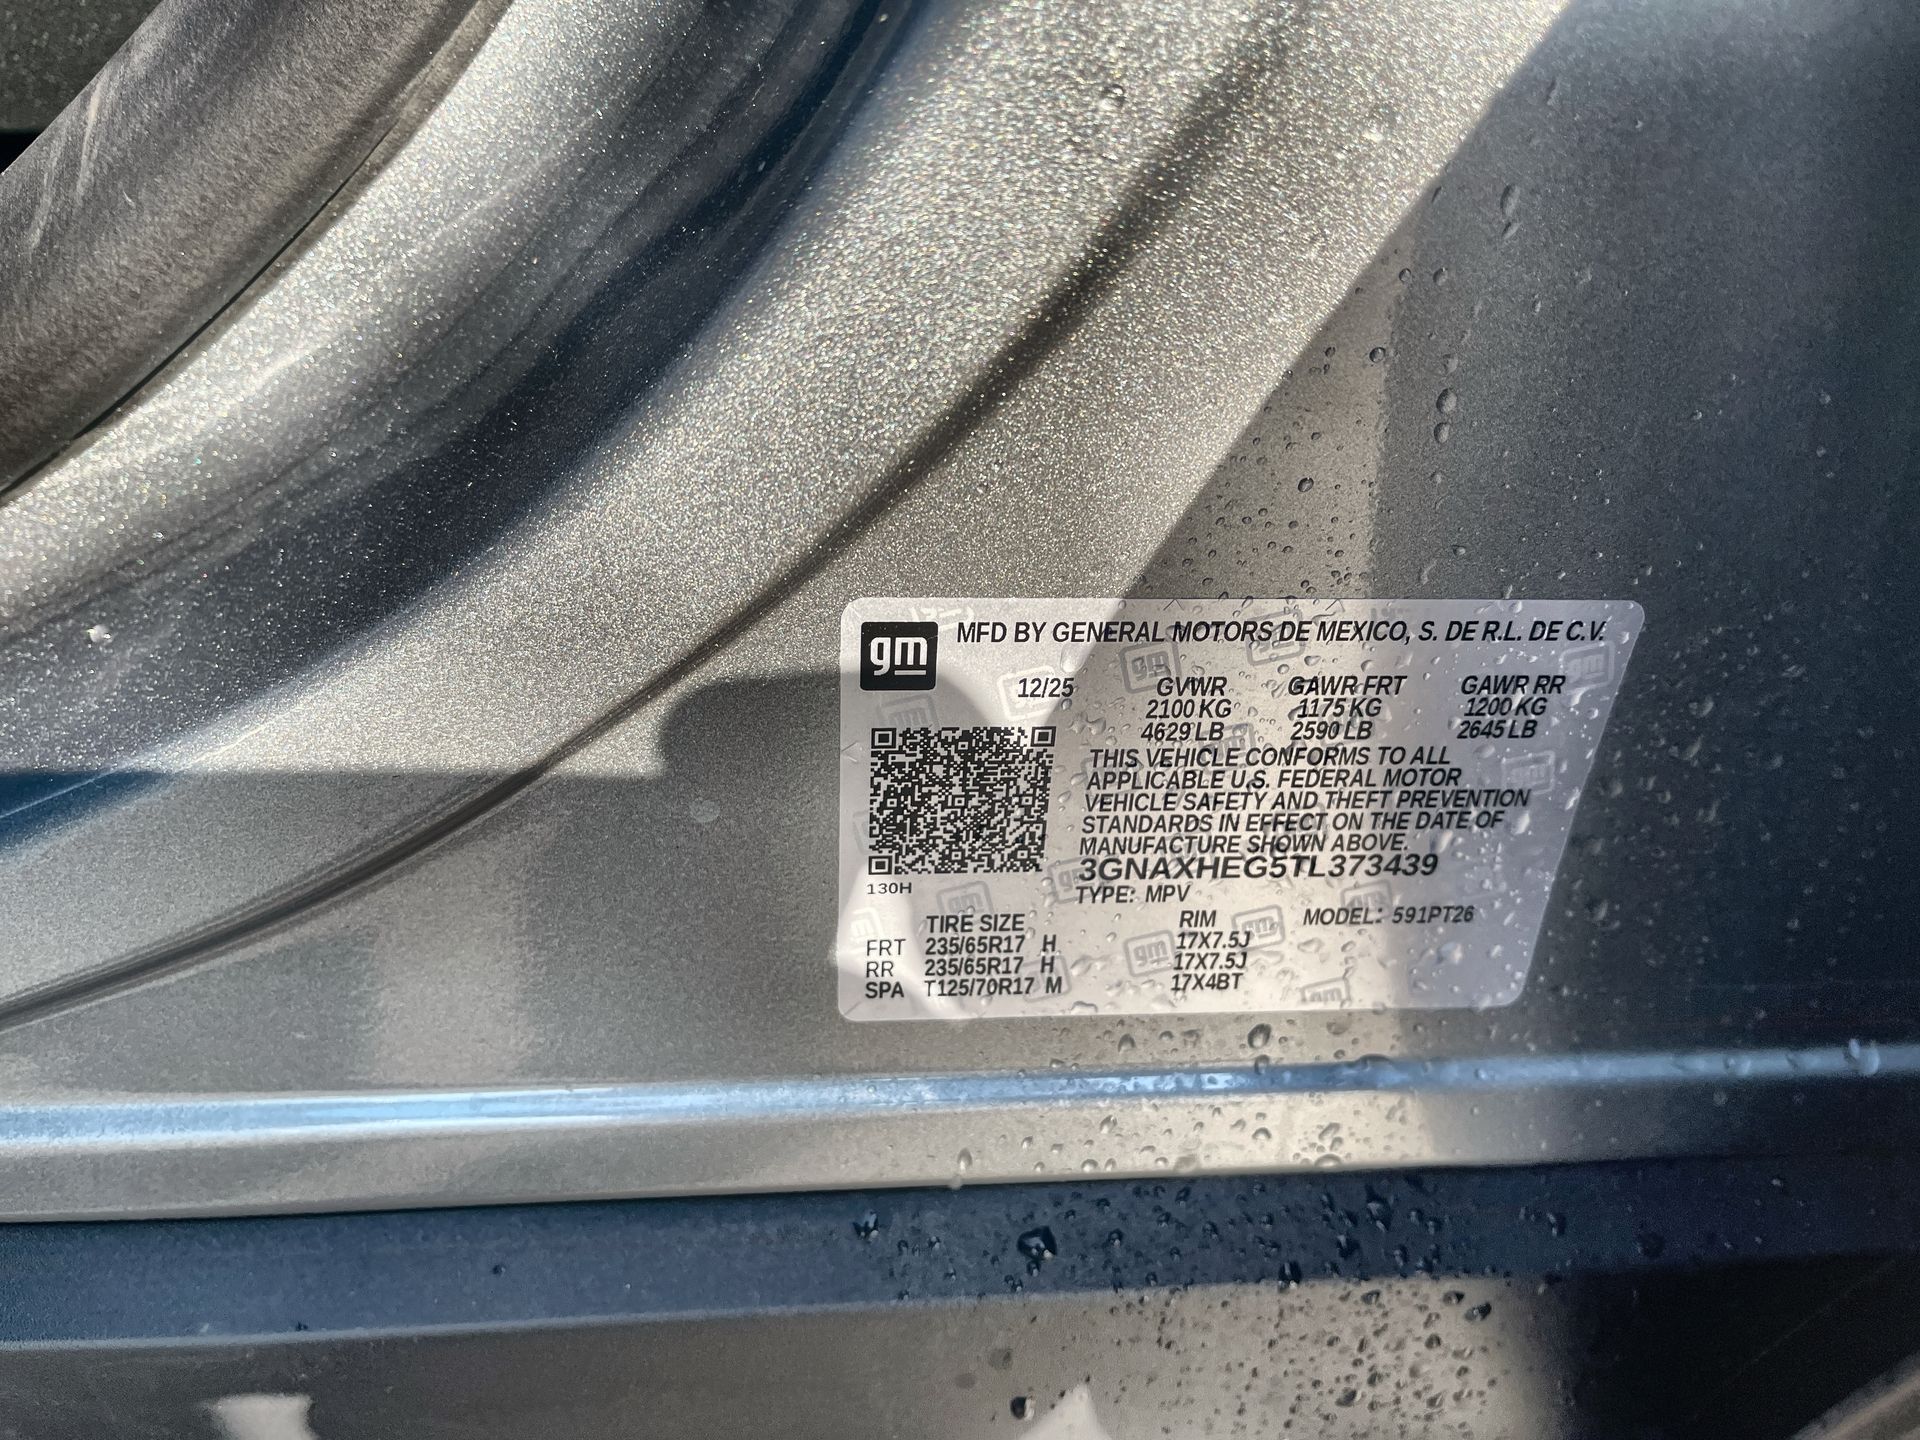 gm
MFD BY GENERAL MOTORS DE MEXICO, S. DE R.L. DE C.V.
12/25 GVWR GAWR FRT GAWR RR
2100 KG 1175 KG 1200 KG
4629 LB 2590 LB 2645 LB
THIS VEHICLE CONFORMS TO ALL
APPLICABLE U.S. FEDERAL MOTOR
VEHICLE SAFETY AND THEFT PREVENTION
STANDARDS IN EFFECT ON THE DATE OF
MANUFACTURE SHOWN ABOVE.
3GNAXHEG5TL373439
130H
TYPE: MPV
TIRE SIZE RIM MODEL: 591PT26
FRT 235/65R17 H 17X7.5J
RR 235/65R17 H 17X7.5J
SPA T125/70R17 M 17X4BT